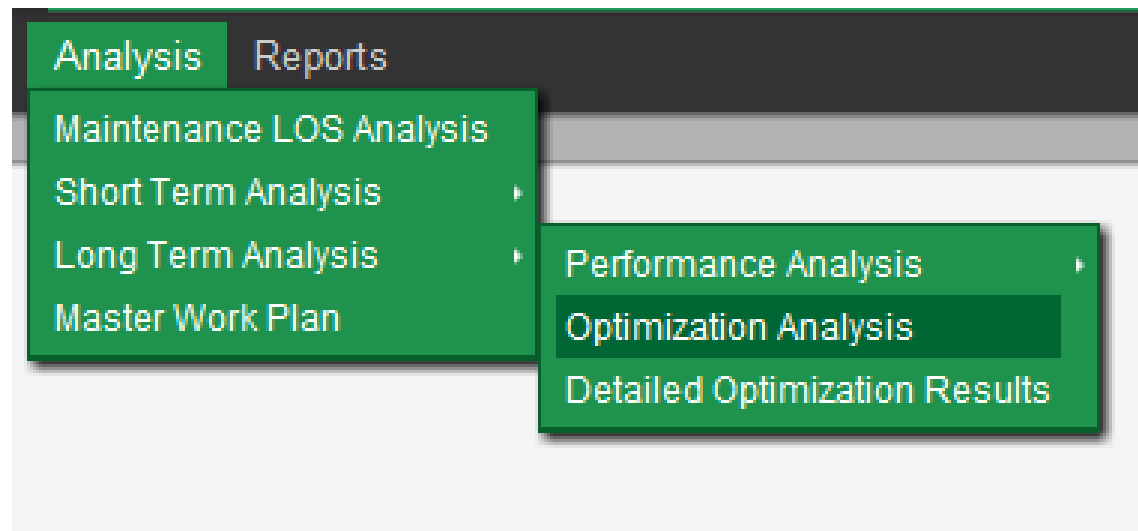 Analysis Reports
Maintenance LOS Analysis
Short Term Analysis
Long Term Analysis
Master Work Plan
Performance Analysis
Optimization Analysis
Detailed Optimization Results